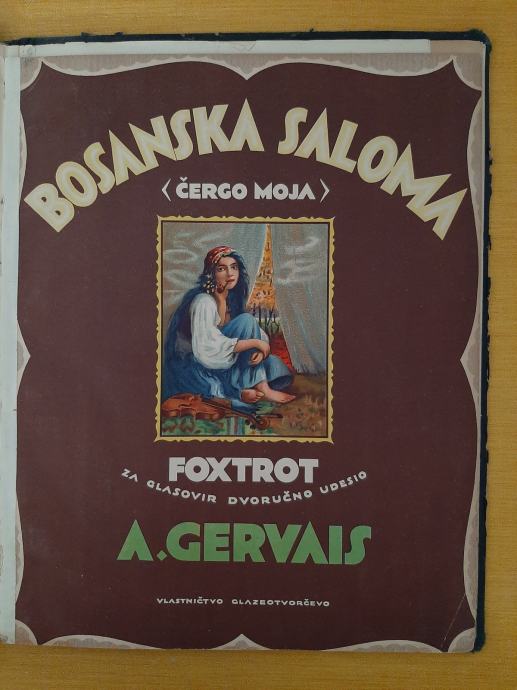 BOSANSKA SALOMA
〈 ČERGO MOJA 〉
FOXTROT
ZA GLASOVIR DVORUČNO UDESIO
A. GERVAIS
VLASTNIČTVO GLAZBOTVORČEVO